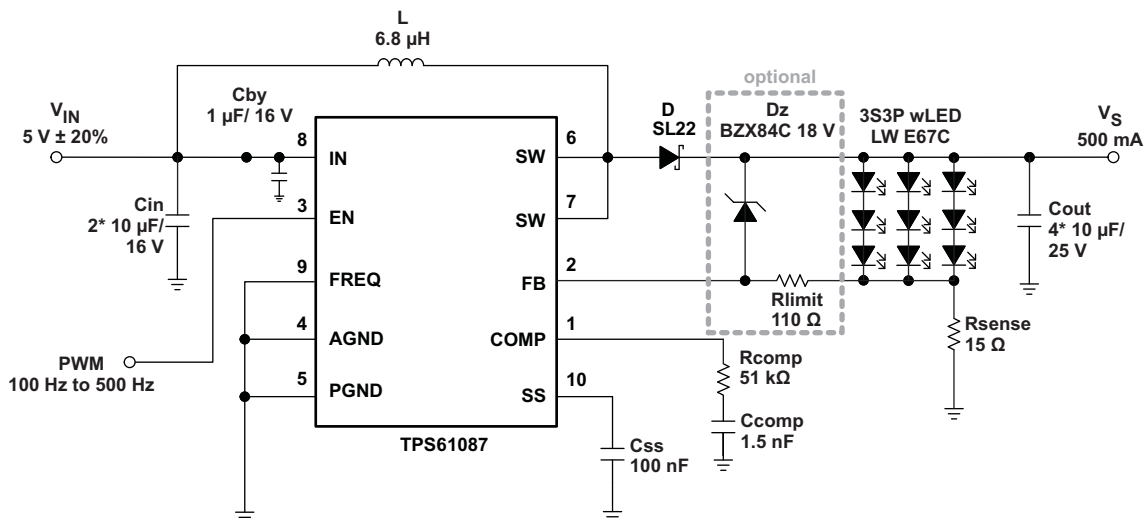 L
6.8 µH
optional
Cby
1 µF/ 16 V
VIN
5 V ± 20%
D
SL22
Dz
BZX84C 18 V
3S3P wLED
LW E67C
VS
500 mA
8
IN
6
SW
Cin
2* 10 µF/
16 V
3
EN
7
SW
Cout
4* 10 µF/
25 V
9
FREQ
2
FB
Rlimit
110 Ω
4
AGND
1
COMP
Rsense
15 Ω
PWM
100 Hz to 500 Hz
Rcomp
51 kΩ
5
PGND
10
SS
Ccomp
1.5 nF
TPS61087
Css
100 nF